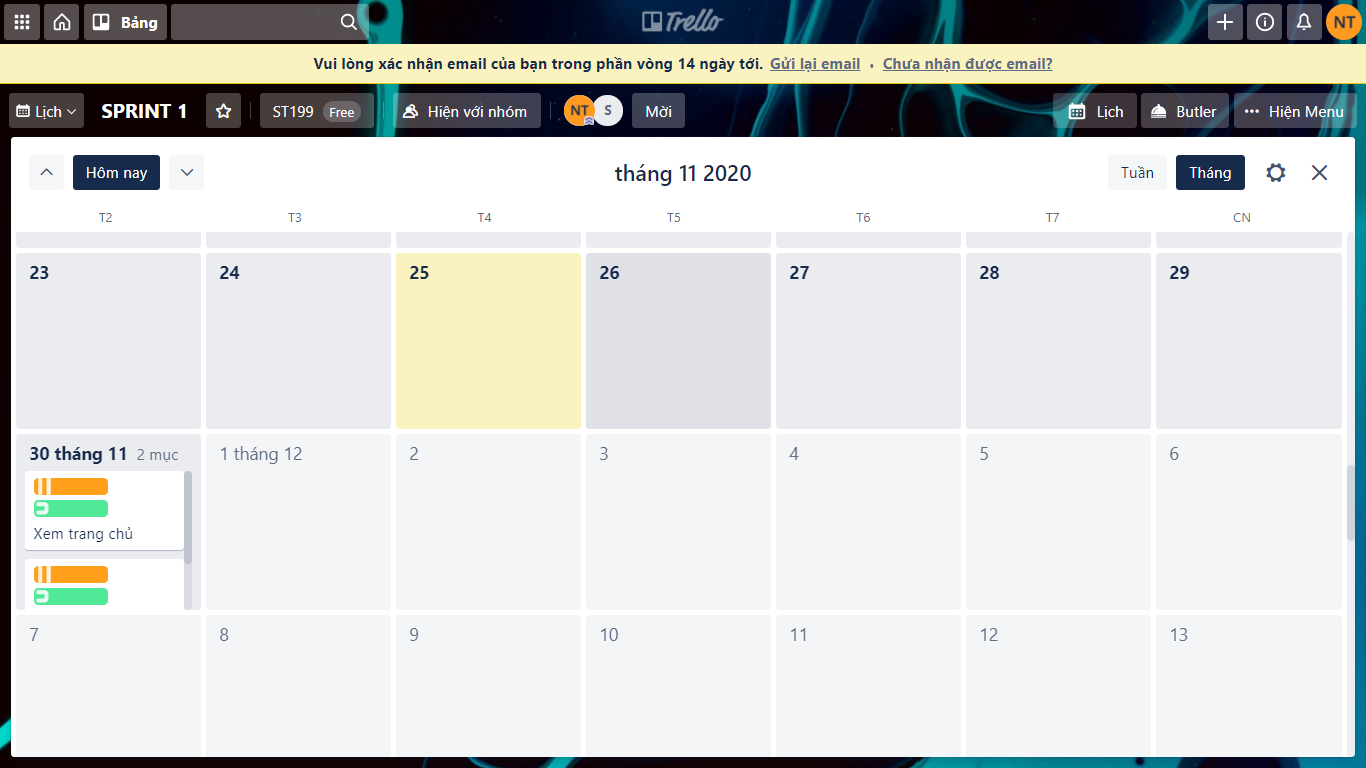 Bảng
Trello
NT
Vui lòng xác nhận email của bạn trong phần vòng 14 ngày tới. Gửi lại email • Chưa nhận được email?
Lịch
SPRINT 1
ST199 Free
Hiện với nhóm
NT S
Mời
Lịch
Butler
Hiện Menu
Hôm nay
tháng 11 2020
Tuần
Tháng
T2 T3 T4 T5 T6 T7 CN
23 24 25 26 27 28 29
30 tháng 11 2 mục 1 tháng 12 2 3 4 5 6
Xem trang chủ
7 8 9 10 11 12 13